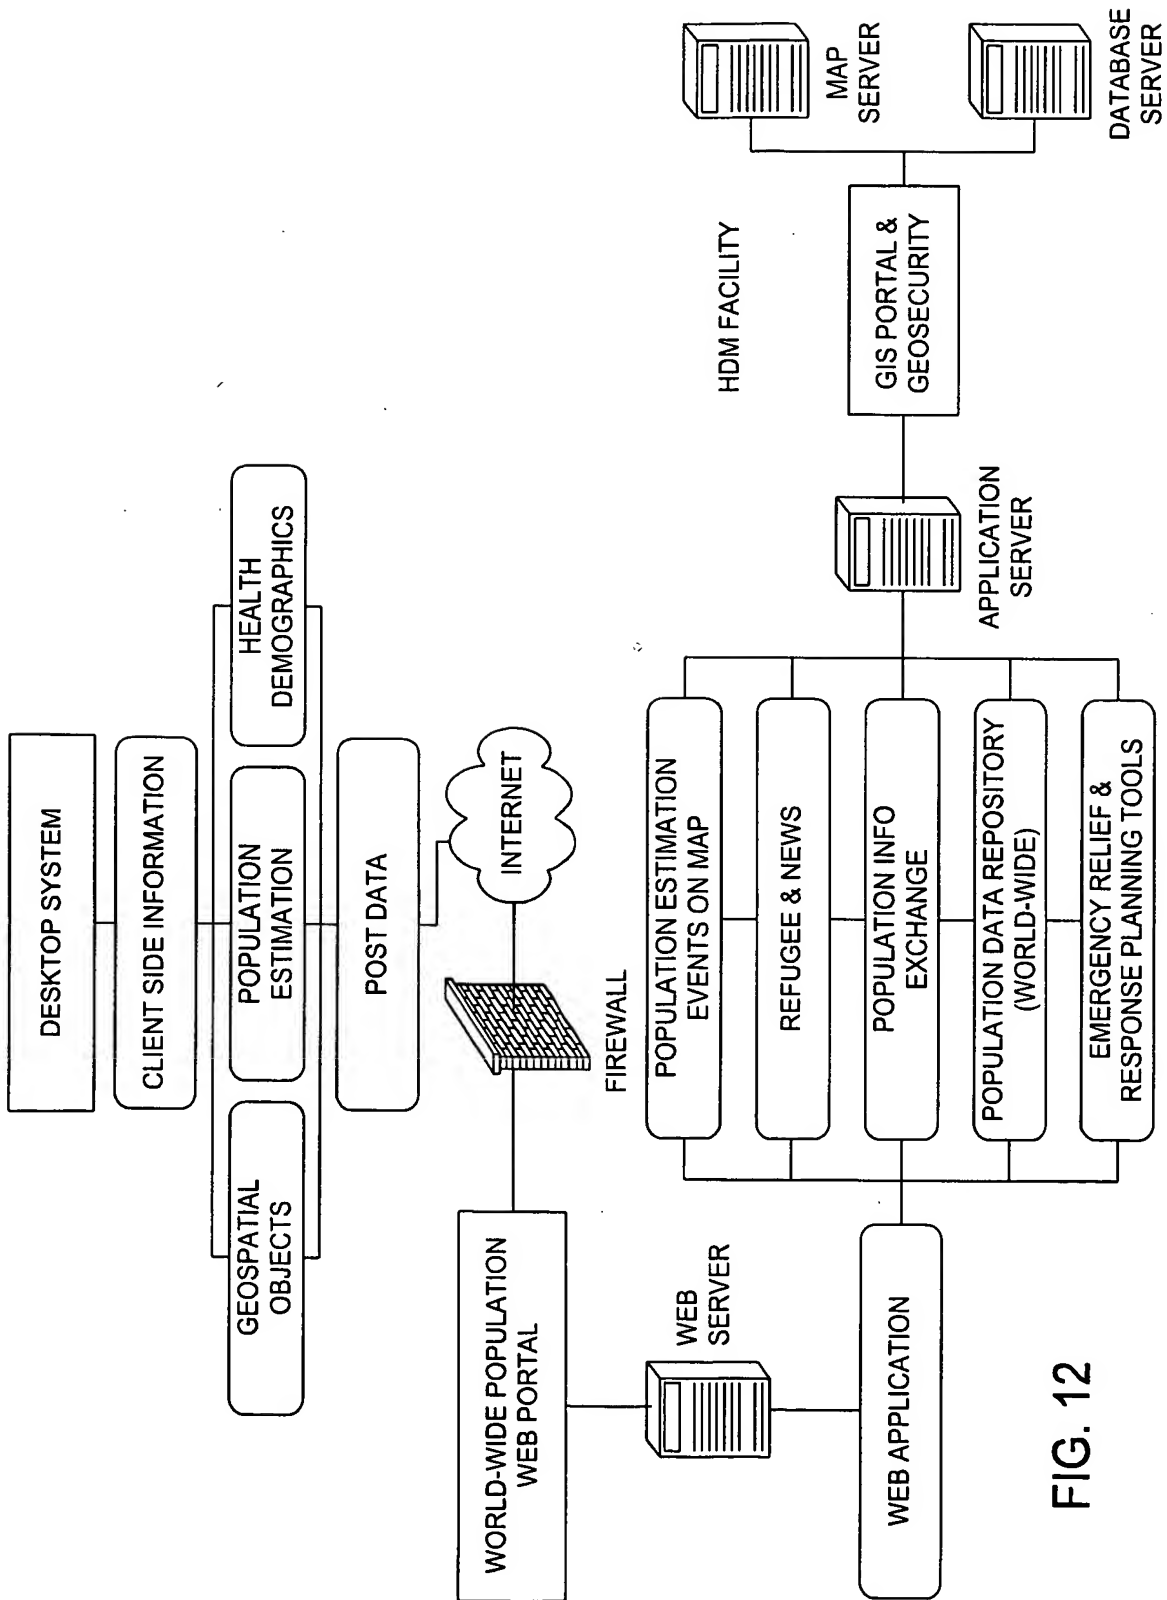 DESKTOP SYSTEM
CLIENT SIDE INFORMATION
GEOSPATIAL
OBJECTS
POPULATION
ESTIMATION
HEALTH
DEMOGRAPHICS
POST DATA
INTERNET
FIREWALL
WORLD-WIDE POPULATION
WEB PORTAL
WEB
SERVER
WEB APPLICATION
POPULATION ESTIMATION
EVENTS ON MAP
REFUGEE & NEWS
POPULATION INFO
EXCHANGE
POPULATION DATA REPOSITORY
(WORLD-WIDE)
EMERGENCY RELIEF &
RESPONSE PLANNING TOOLS
APPLICATION
SERVER
HDM FACILITY
GIS PORTAL &
GEOSECURITY
MAP
SERVER
DATABASE
SERVER
FIG. 12